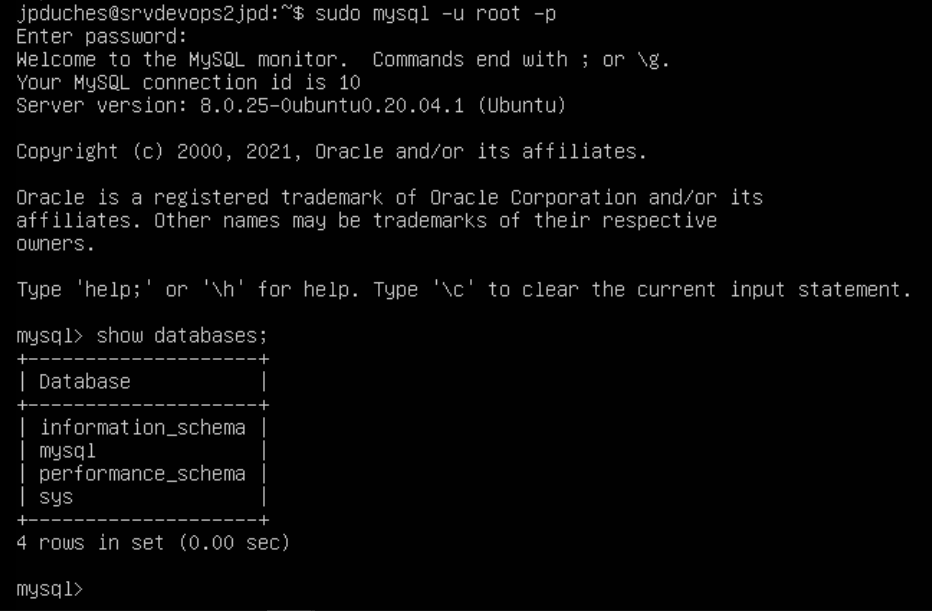 jpduches@srvdevops2jpd:~$ sudo mysql -u root -p
Enter password:
Welcome to the MySQL monitor.  Commands end with ; or \g.
Your MySQL connection id is 10
Server version: 8.0.25-0ubuntu0.20.04.1 (Ubuntu)

Copyright (c) 2000, 2021, Oracle and/or its affiliates.

Oracle is a registered trademark of Oracle Corporation and/or its
affiliates. Other names may be trademarks of their respective
owners.

Type 'help;' or '\h' for help. Type '\c' to clear the current input statement.

mysql> show databases;
+--------------------+
| Database           |
+--------------------+
| information_schema |
| mysql              |
| performance_schema |
| sys                |
+--------------------+
4 rows in set (0.00 sec)

mysql>